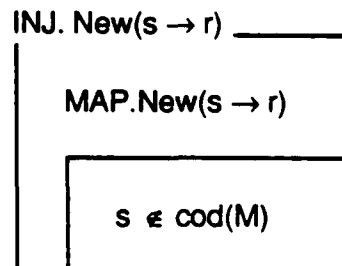 INJ. New(s → r)
MAP.New(s → r)
s ∉ cod(M)